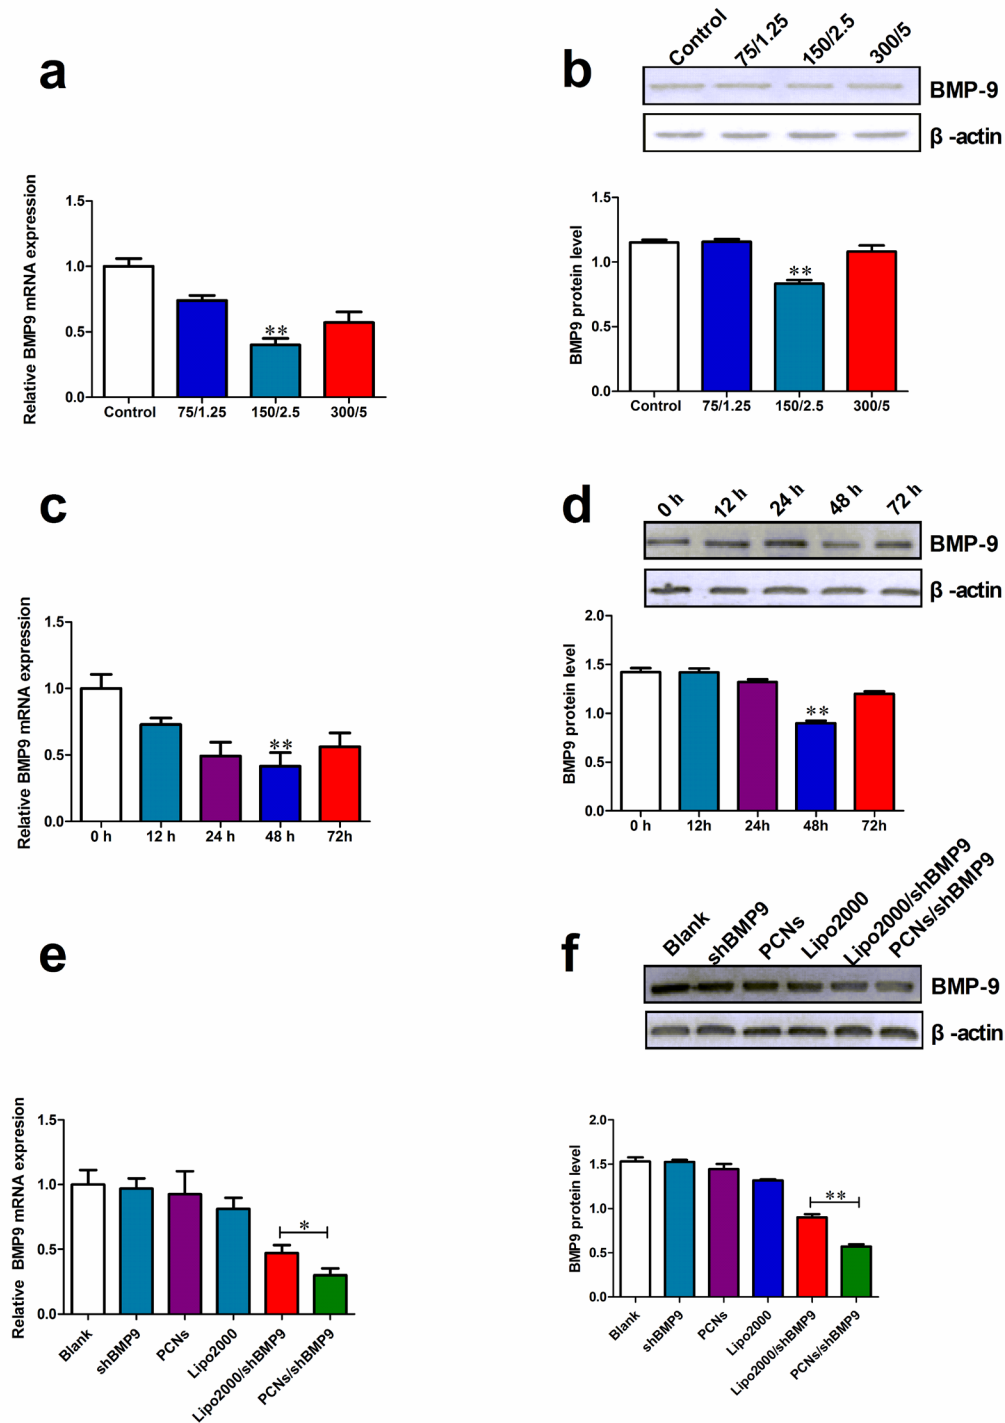 a
Relative BMP9 mRNA expression
1.5
1.0
0.5
0.0
**
Control 75/1.25 150/2.5 300/5
b
Control 75/1.25 150/2.5 300/5
BMP-9
β -actin
BMP9 protein level
1.5
1.0
0.5
0.0
**
Control 75/1.25 150/2.5 300/5
c
Relative BMP9 mRNA expression
1.5
1.0
0.5
0.0
**
0 h 12 h 24 h 48 h 72h
d
0 h 12 h 24 h 48 h 72 h
BMP-9
β -actin
BMP9 protein level
2.0
1.5
1.0
0.5
0.0
**
0 h 12h 24h 48h 72h
e
Relative BMP9 mRNA expresion
1.5
1.0
0.5
0.0
*
Blank shBMP9 PCNs Lipo2000 Lipo2000/shBMP9 PCNs/shBMP9
f
Blank shBMP9 PCNs Lipo2000 Lipo2000/shBMP9 PCNs/shBMP9
BMP-9
β -actin
BMP9 protein level
2.0
1.5
1.0
0.5
0.0
**
Blank shBMP9 PCNs Lipo2000 Lipo2000/shBMP9 PCNs/shBMP9